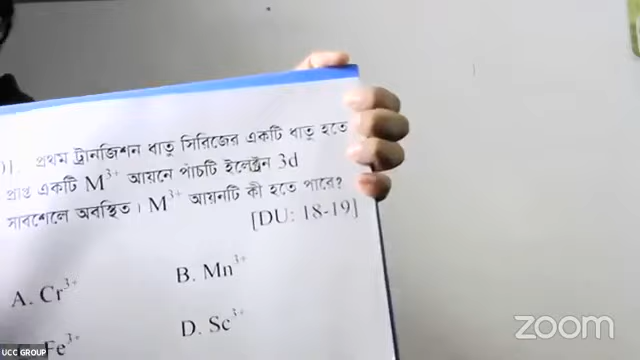 01. প্রথম ট্রানজিশন ধাতু সিরিজের একটি ধাতু হতে
প্রাপ্ত একটি M³⁺ আয়নে পাঁচটি ইলেক্ট্রন 3d
সাবশেলে অবস্থিত। M³⁺ আয়নটি কী হতে পারে?
[DU: 18-19]
A. Cr³⁺ B. Mn³⁺
Fe³⁺ D. Sc³⁺
UCC GROUP
zoom